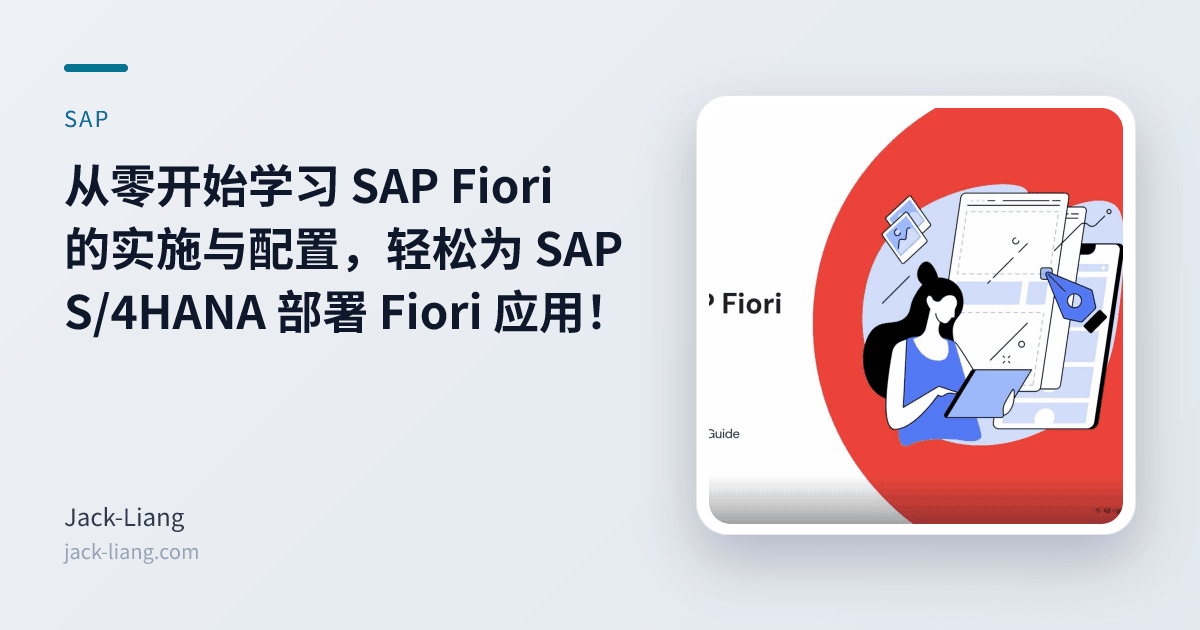 SAP
从零开始学习 SAP Fiori
的实施与配置，轻松为 SAP
S/4HANA 部署 Fiori 应用！
Fiori
Guide
Jack-Liang
jack-liang.com